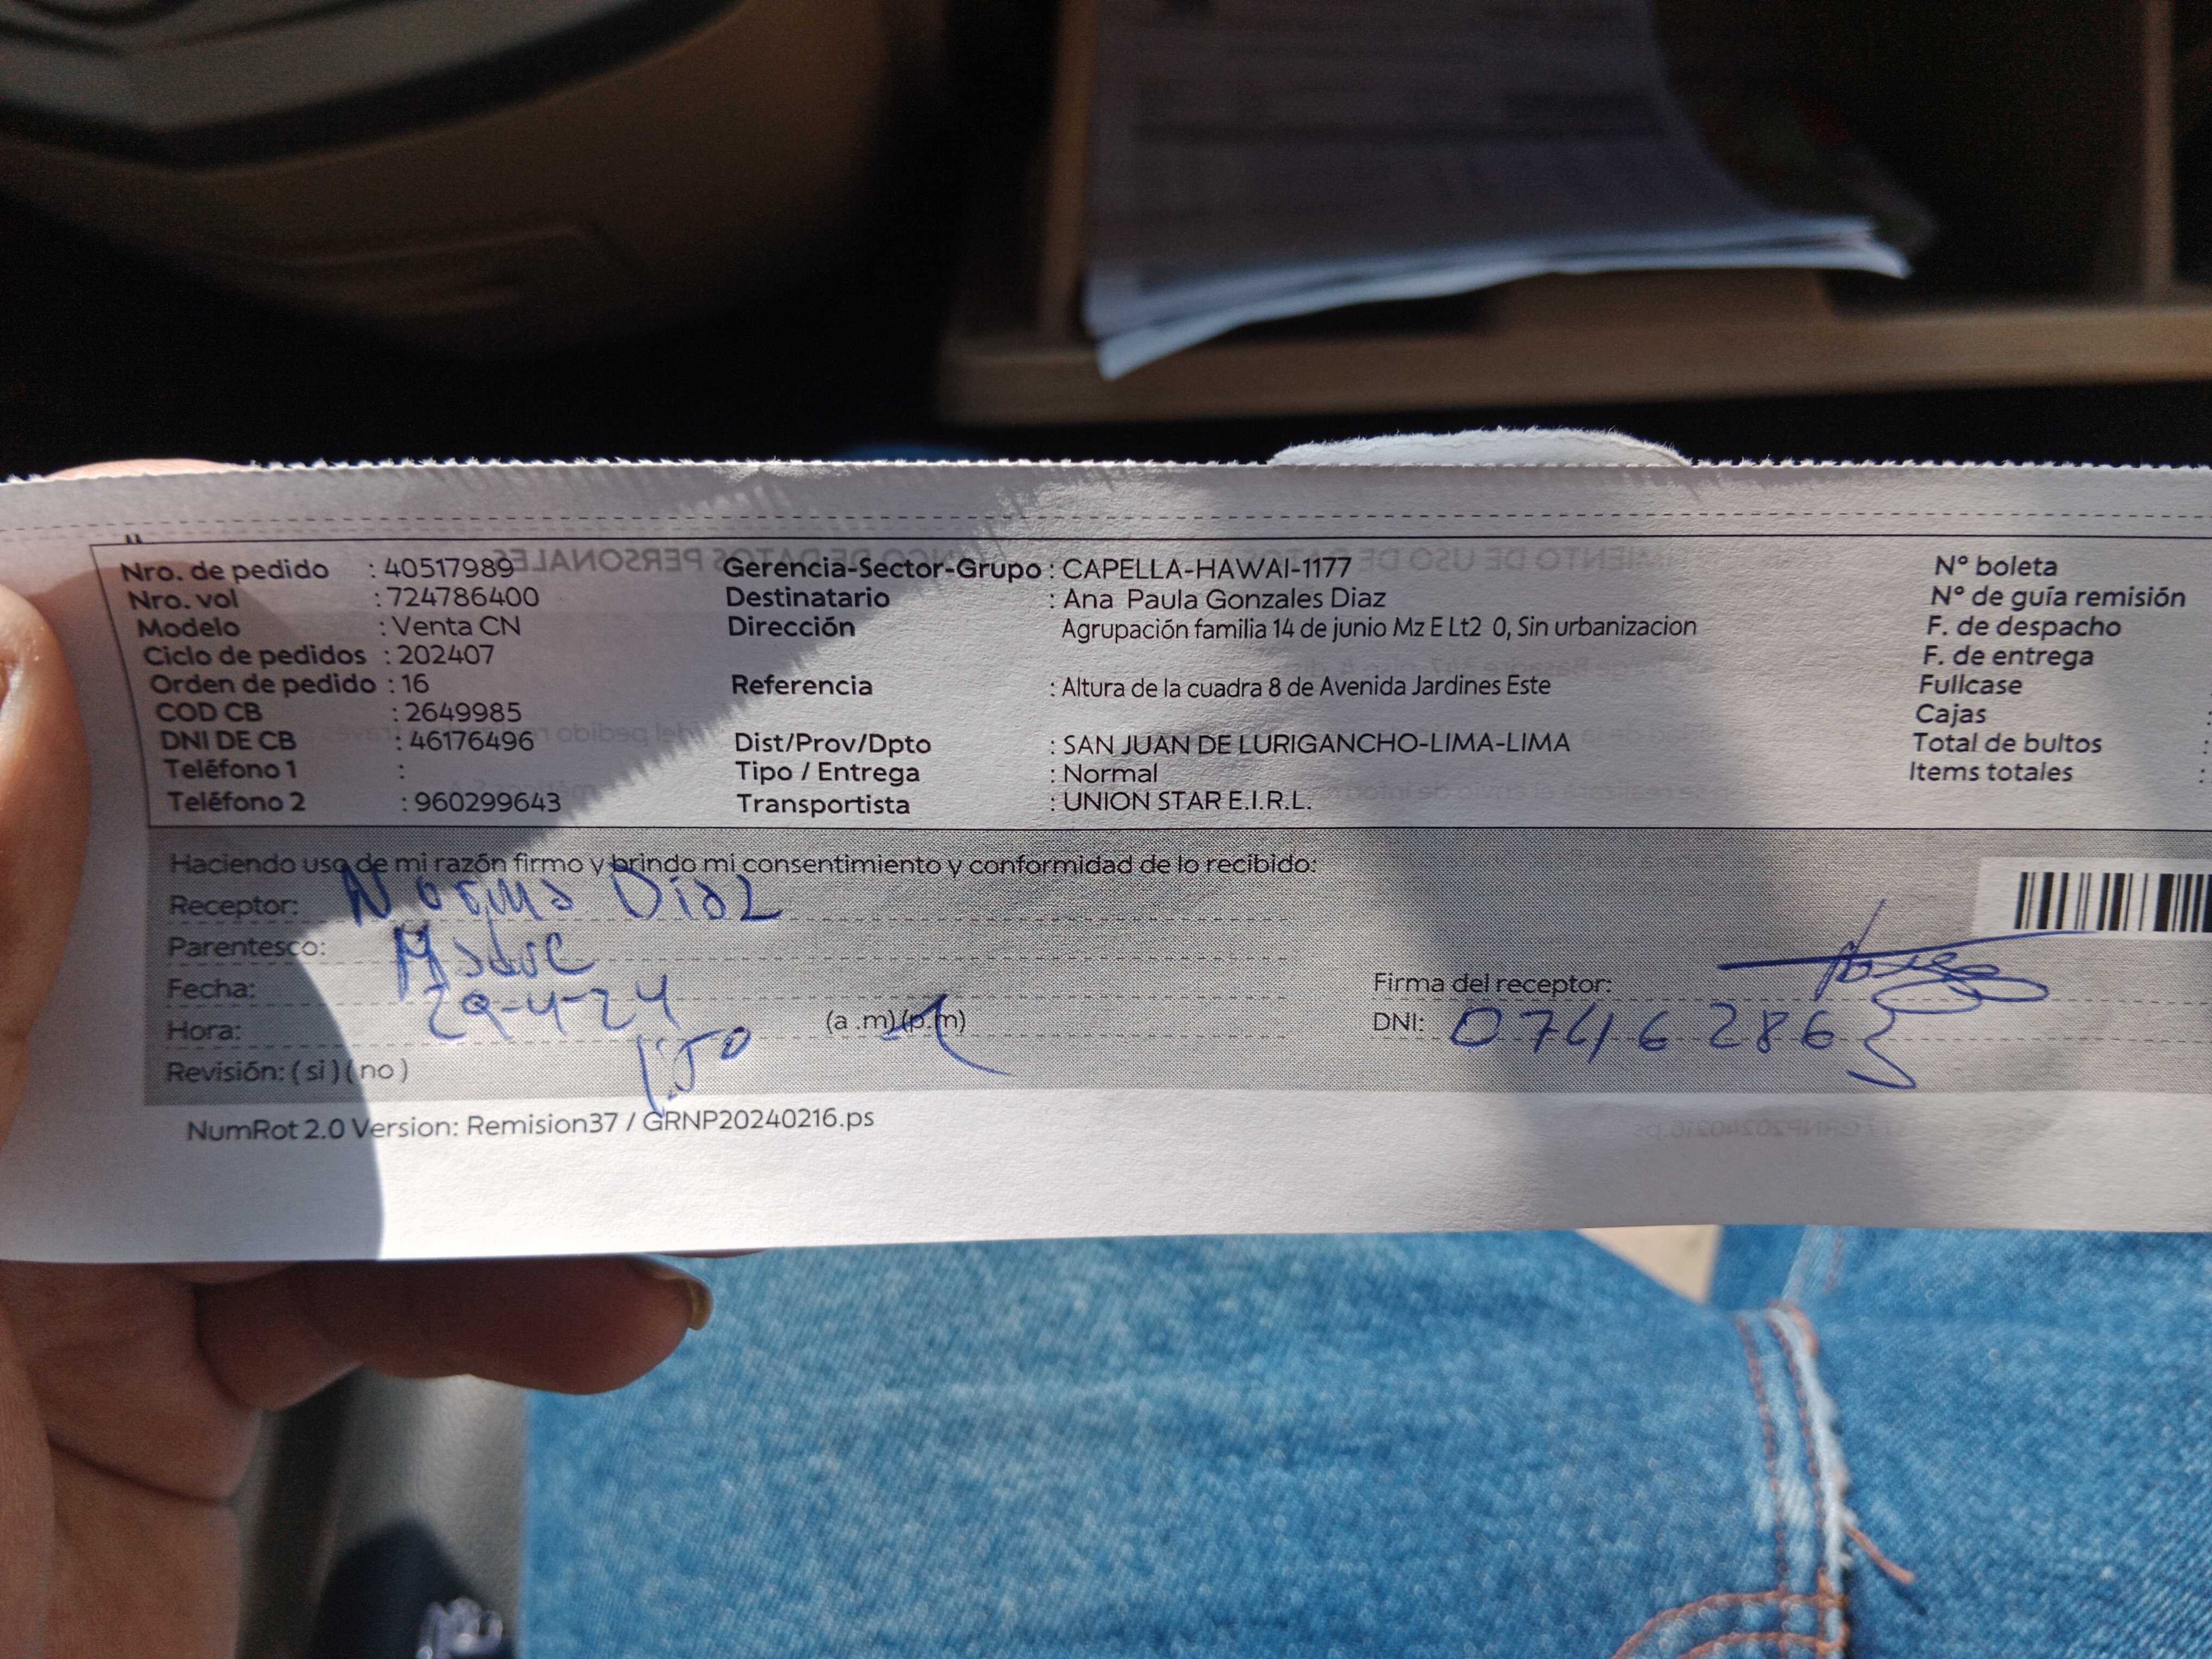 Nro. de pedido : 40517989 Gerencia-Sector-Grupo : CAPELLA-HAWAI-1177 N° boleta
Nro. vol : 724786400 Destinatario : Ana Paula Gonzales Diaz N° de guía remisión
Modelo : Venta CN Dirección Agrupación familia 14 de junio Mz E Lt2 0, Sin urbanizacion F. de despacho
Ciclo de pedidos : 202407 F. de entrega
Orden de pedido : 16 Referencia : Altura de la cuadra 8 de Avenida Jardines Este Fullcase
COD CB : 2649985 Cajas :
DNI DE CB : 46176496 Dist/Prov/Dpto : SAN JUAN DE LURIGANCHO-LIMA-LIMA Total de bultos :
Teléfono 1 : Tipo / Entrega : Normal Items totales :
Teléfono 2 : 960299643 Transportista : UNION STAR E.I.R.L.
Haciendo uso de mi razón firmo y brindo mi consentimiento y conformidad de lo recibido:
Receptor: Norma Diaz
Parentesco: Madre
Fecha: 29-4-24 Firma del receptor:
Hora: 1:50 (a .m) (p.m) DNI: 07462863
Revisión: ( si ) ( no )
NumRot 2.0 Version: Remision37 / GRNP20240216.ps